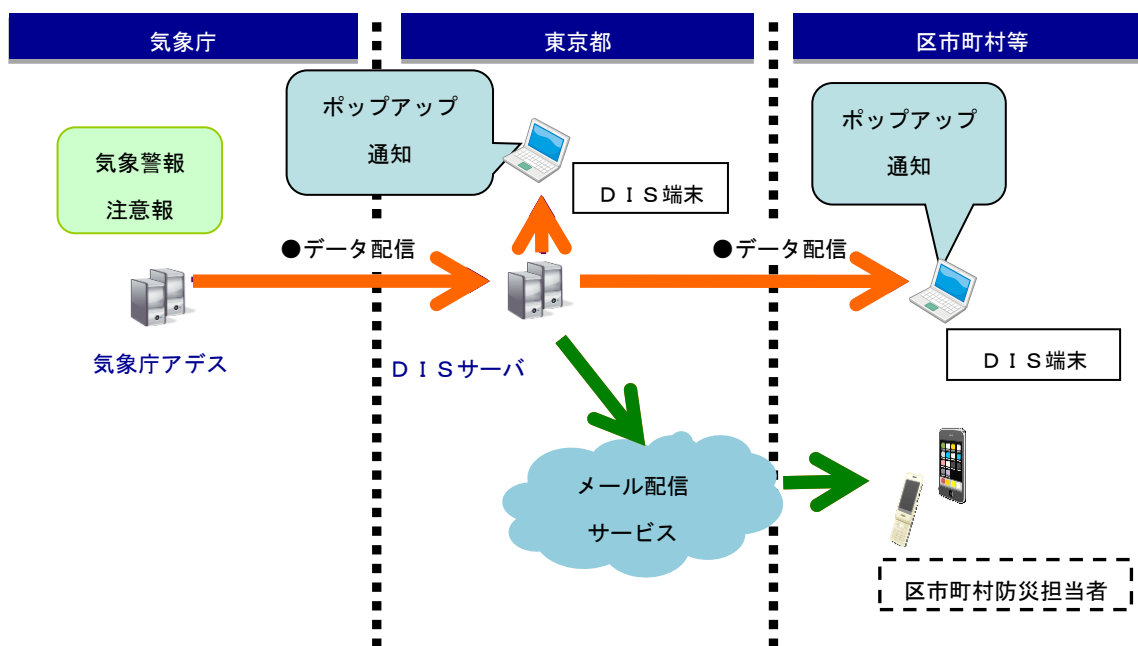 気象庁
東京都
区市町村等
ポップアップ
通知
ポップアップ
通知
気象警報
注意報
ＤＩＳ端末
●データ配信
●データ配信
気象庁アデス
ＤＩＳサーバ
ＤＩＳ端末
メール配信
サービス
区市町村防災担当者